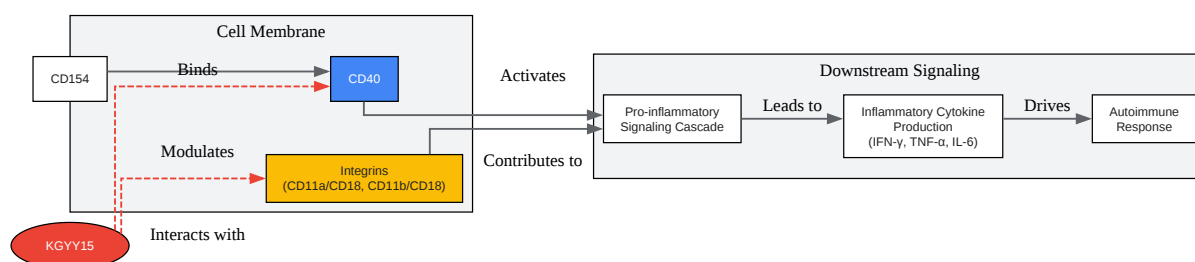 Cell Membrane
CD154
Binds
CD40
Modulates
Integrins
(CD11a/CD18, CD11b/CD18)
KGYY15
Interacts with
Activates
Contributes to
Downstream Signaling
Pro-inflammatory
Signaling Cascade
Leads to
Inflammatory Cytokine
Production
(IFN-γ, TNF-α, IL-6)
Drives
Autoimmune
Response